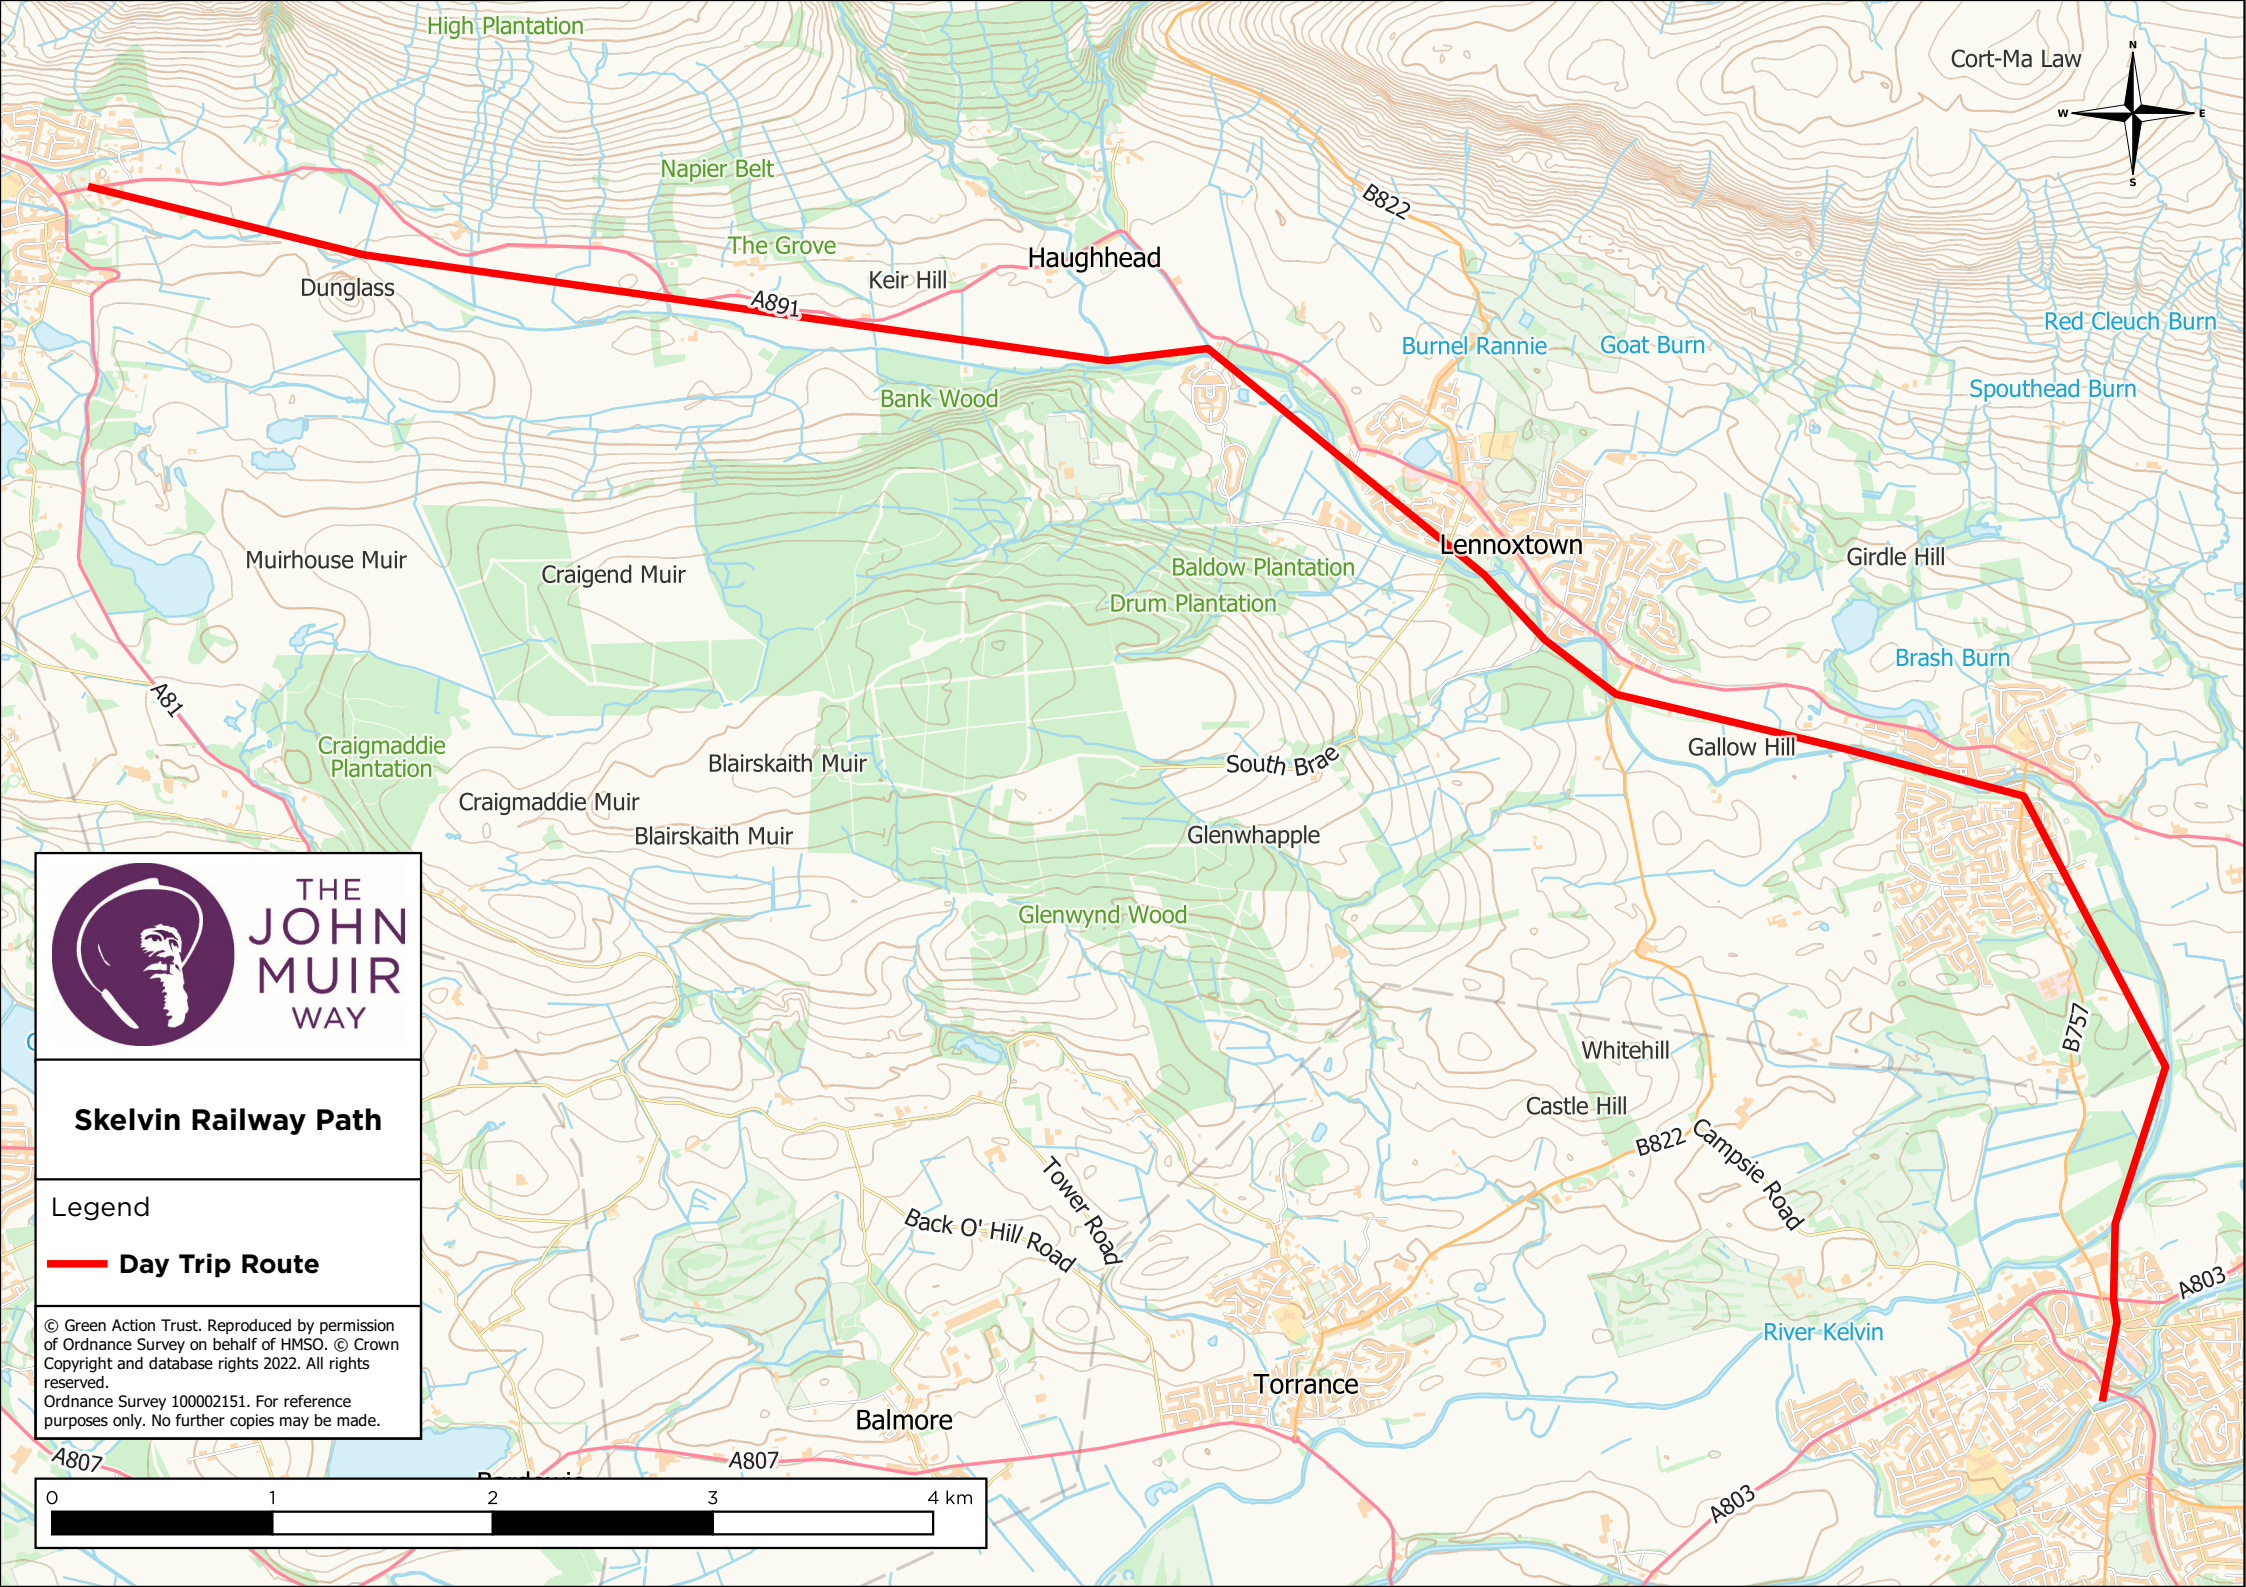 High Plantation
Cort-Ma Law
N
W
E
S
Napier Belt
B822
The Grove
Haughhead
Keir Hill
Dunglass
A891
Red Cleuch Burn
Burnel Rannie
Goat Burn
Spouthead Burn
Bank Wood
Lennoxtown
Girdle Hill
Muirhouse Muir
Craigend Muir
Baldow Plantation
Drum Plantation
Brash Burn
A81
Craigmaddie
Plantation
Blairskaith Muir
South Brae
Gallow Hill
Craigmaddie Muir
Blairskaith Muir
Glenwhapple
Glenwynd Wood
THE
JOHN
MUIR
WAY
B757
Whitehill
Castle Hill
Skelvin Railway Path
B822
Campsie Road
Tower Road
Back O' Hill Road
Legend
Day Trip Route
A803
River Kelvin
© Green Action Trust. Reproduced by permission
of Ordnance Survey on behalf of HMSO. © Crown
Copyright and database rights 2022. All rights
reserved.
Ordnance Survey 100002151. For reference
purposes only. No further copies may be made.
Torrance
Balmore
A807
A807
A803
0 1 2 3 4 km